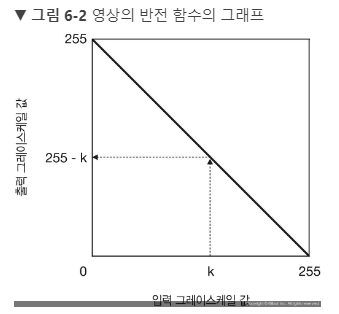 ▼ 그림 6-2 영상의 반전 함수의 그래프
255
출력 그레이스케일 값
255 - k
0
k
255
입력 그레이스케일 값